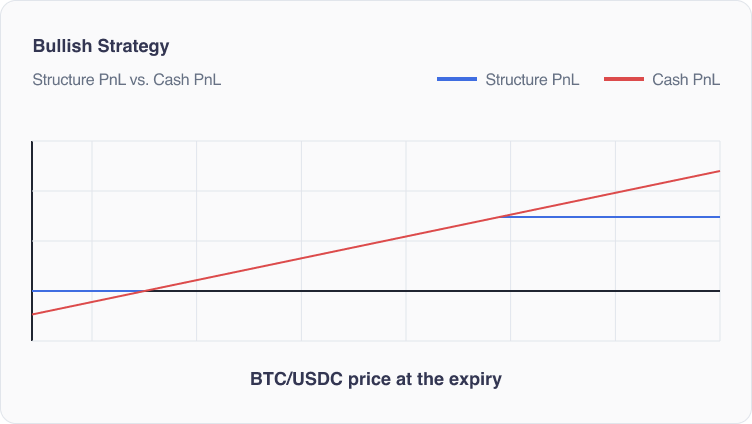 Bullish Strategy
Structure PnL vs. Cash PnL
Structure PnL
Cash PnL
BTC/USDC price at the expiry